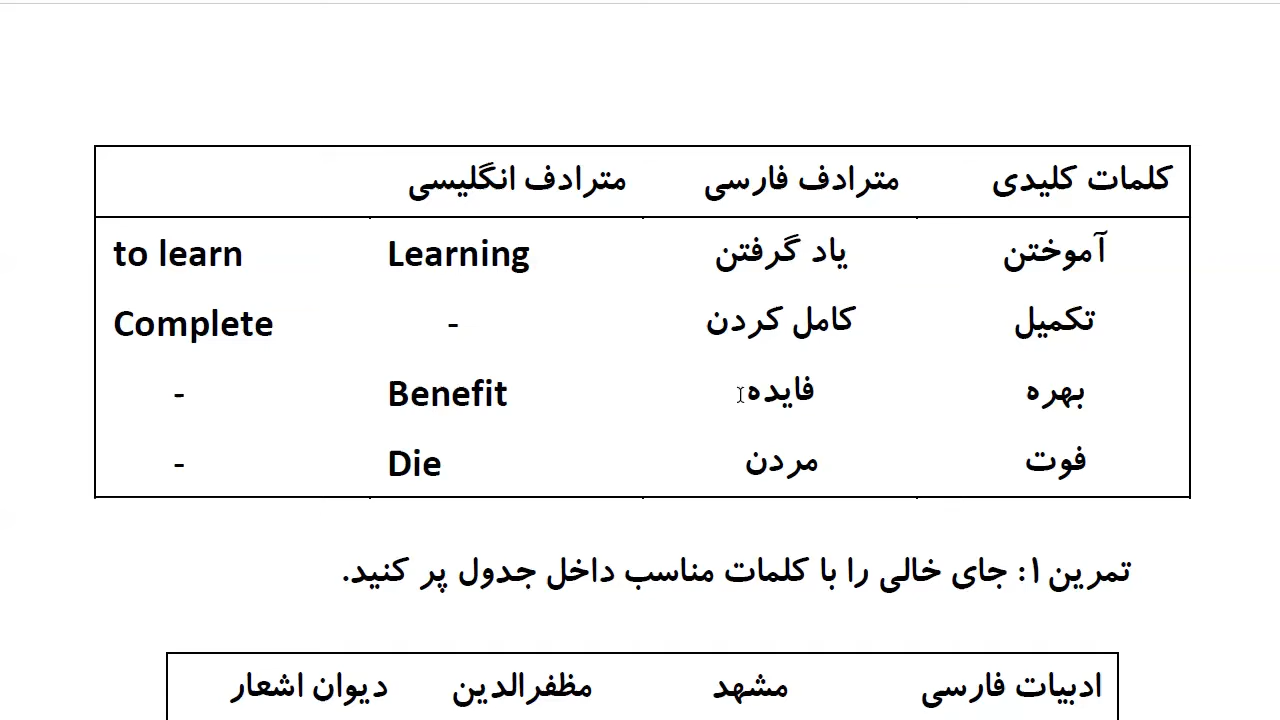 کلمات کلیدی مترادف فارسی مترادف انگلیسی
آموختن یاد گرفتن Learning to learn
تکمیل کامل کردن - Complete
بهره فایده Benefit -
فوت مردن Die -
تمرین۱: جای خالی را با کلمات مناسب داخل جدول پر کنید.
ادبیات فارسی مشهد مظفرالدین دیوان اشعار